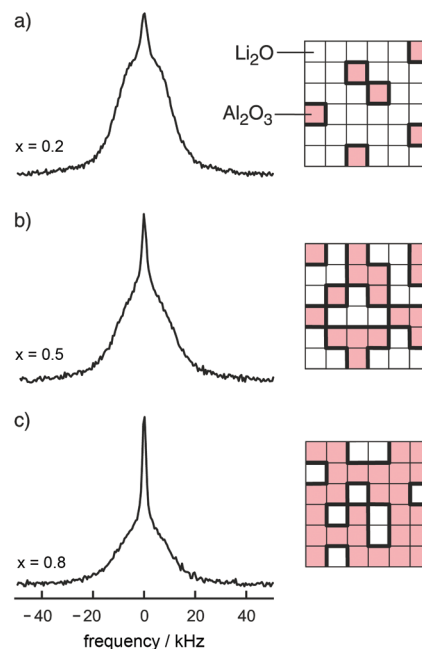 a)
Li₂O
Al₂O₃
x = 0.2
b)
x = 0.5
c)
x = 0.8
−40 −20 0 20 40
frequency / kHz